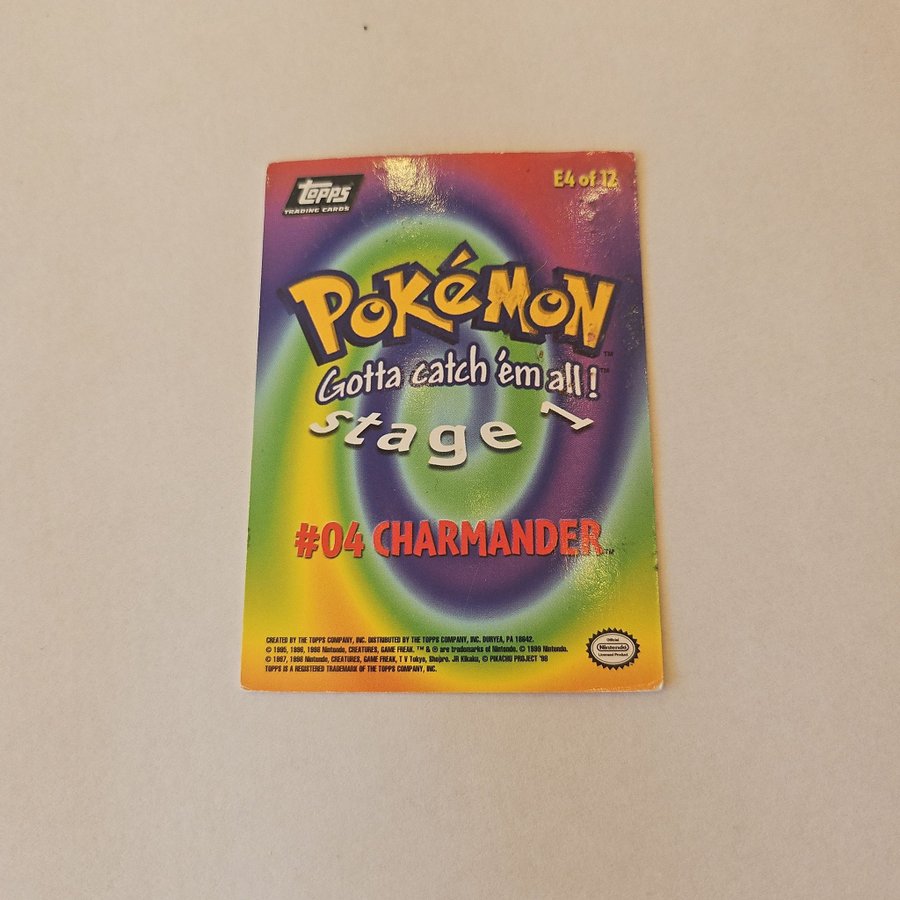 Topps
TRADING CARDS
E4 of 12
POKéMON™
Gotta catch 'em all!™
stage 1
#04 CHARMANDER™
CREATED BY THE TOPPS COMPANY, INC. DISTRIBUTED BY THE TOPPS COMPANY, INC. DURYEA, PA 18642.
© 1995, 1996, 1998 Nintendo, CREATURES, GAME FREAK. ™ & ® are trademarks of Nintendo. © 1999 Nintendo.
© 1997, 1998 Nintendo, CREATURES, GAME FREAK, T V Tokyo, Shopro, JR Kikaku, © PIKACHU PROJECT '98
TOPPS IS A REGISTERED TRADEMARK OF THE TOPPS COMPANY, INC.
Official
Nintendo
Licensed Product